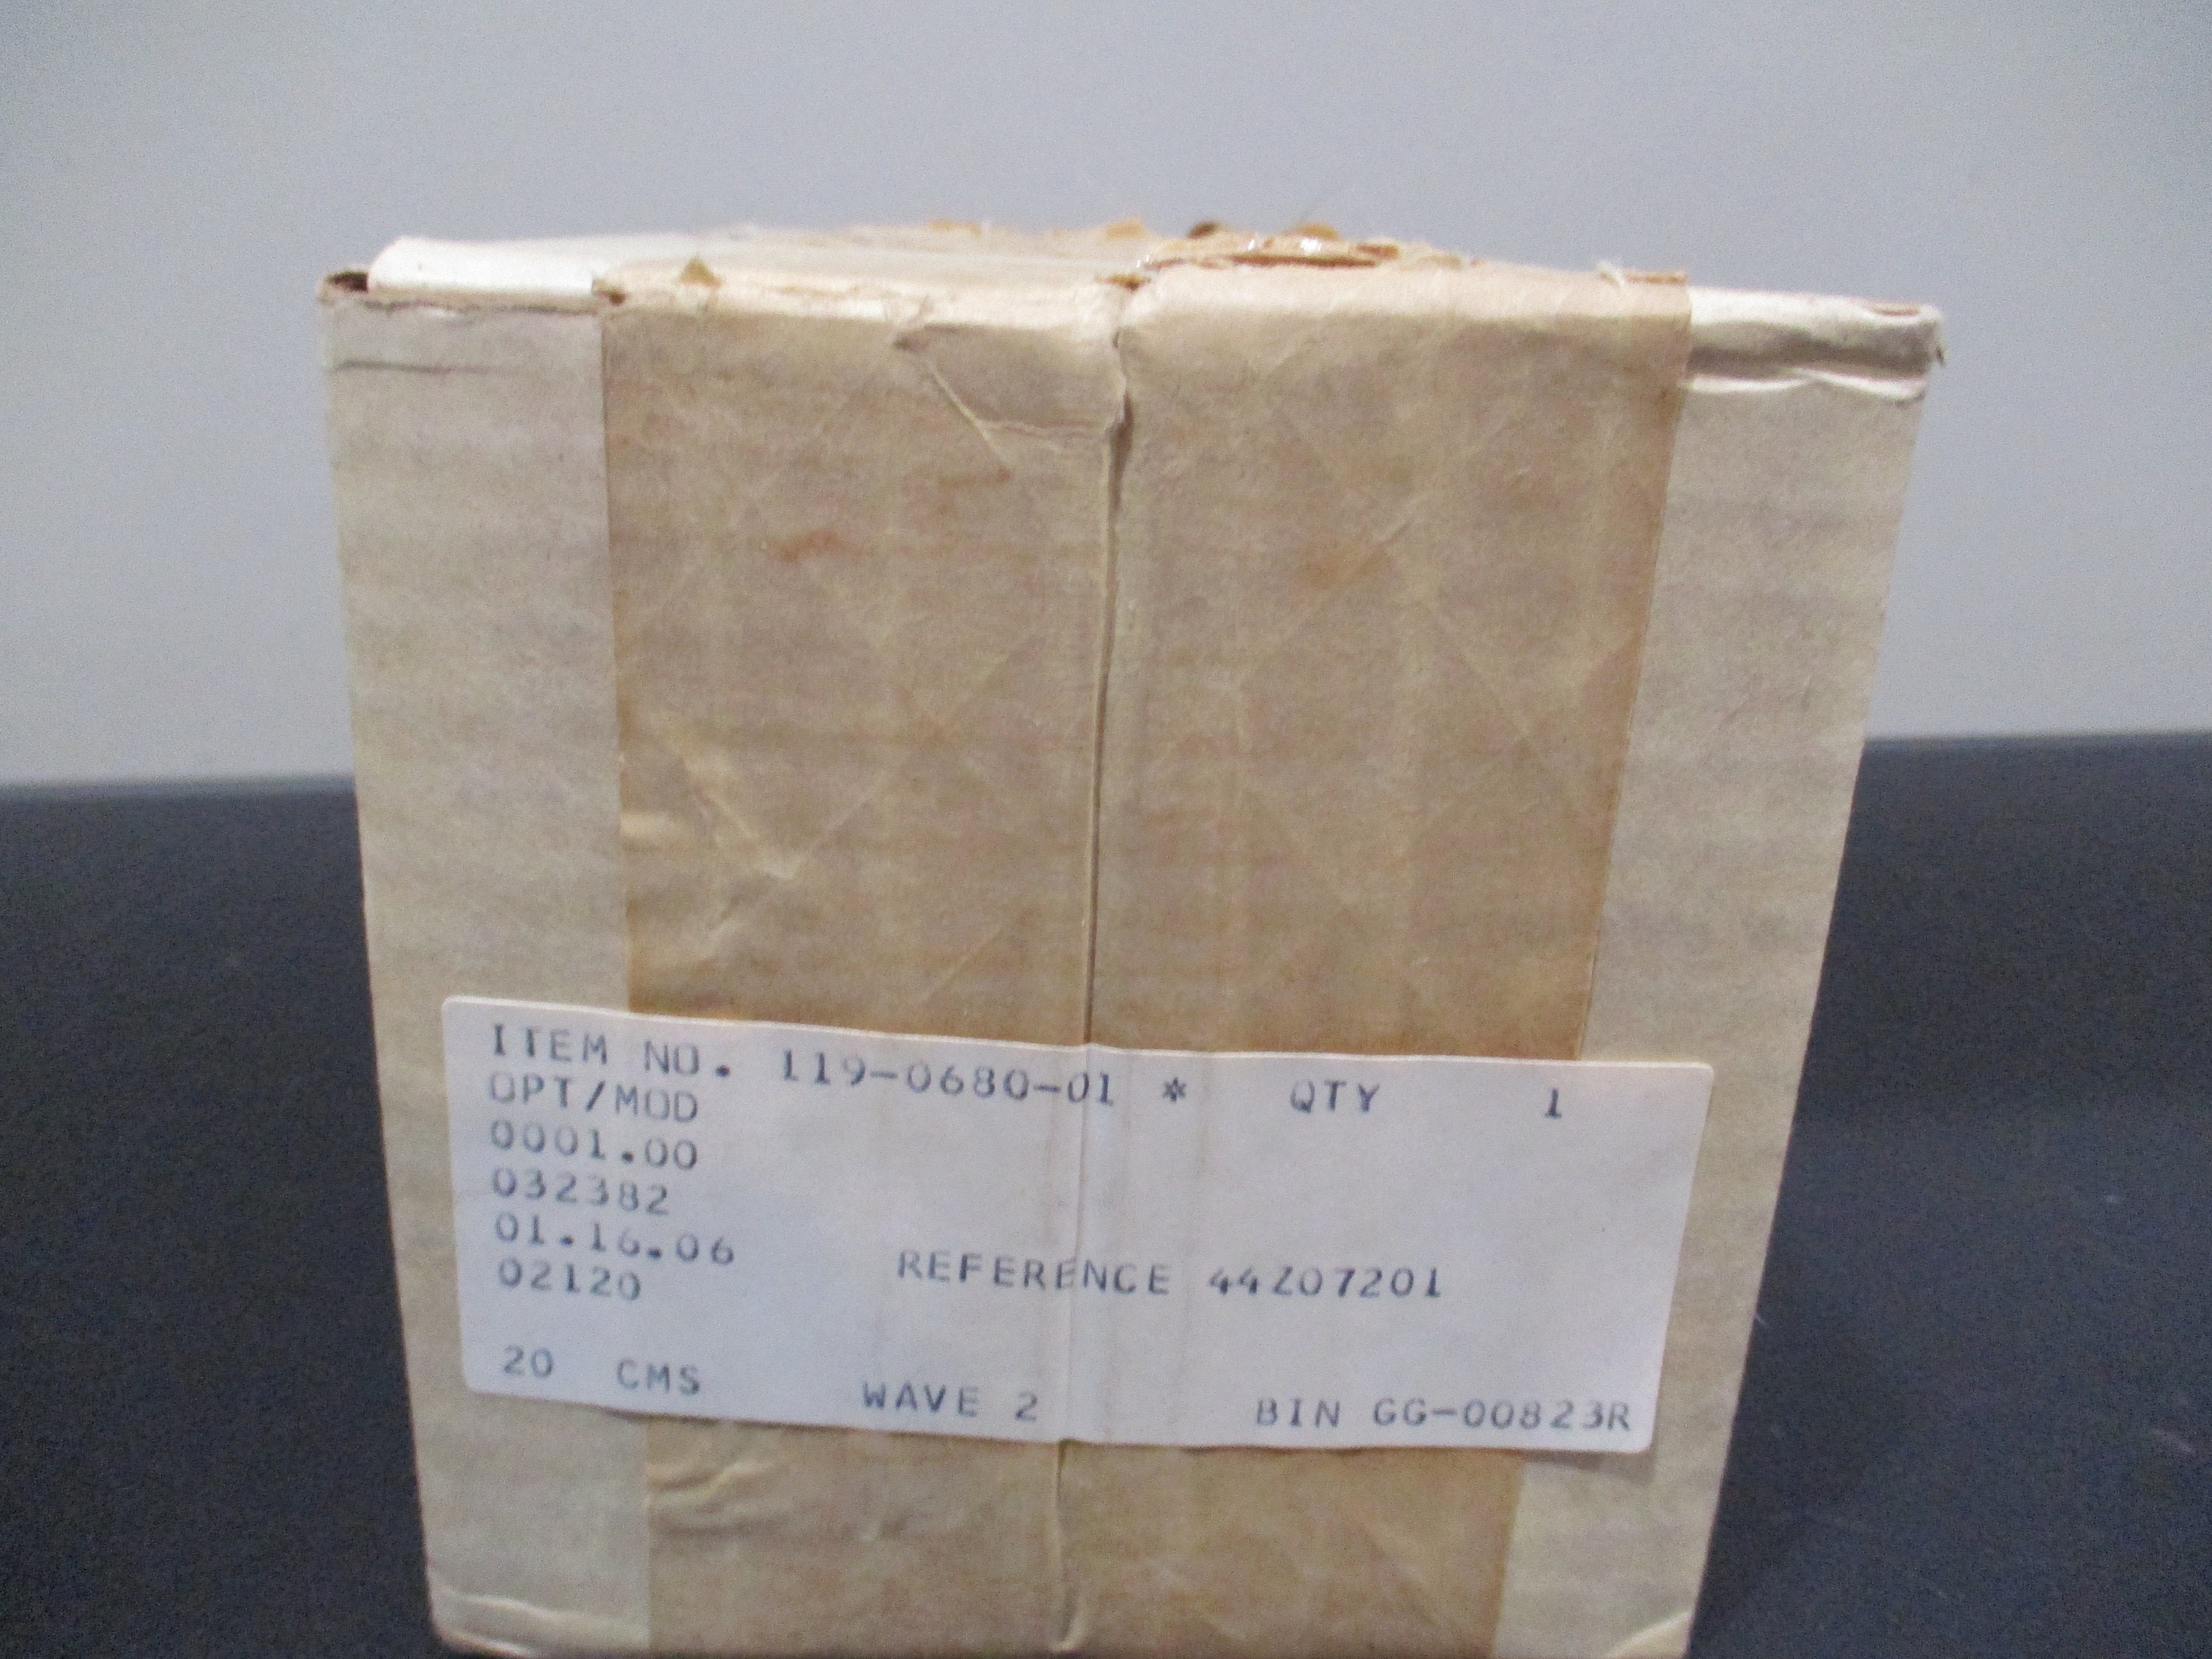 ITEM NO. 119-0680-01 * QTY 1
OPT/MOD
0001.00
032382
01.16.06
02120
REFERENCE 44Z07201
20 CMS WAVE 2 BIN GG-00823R